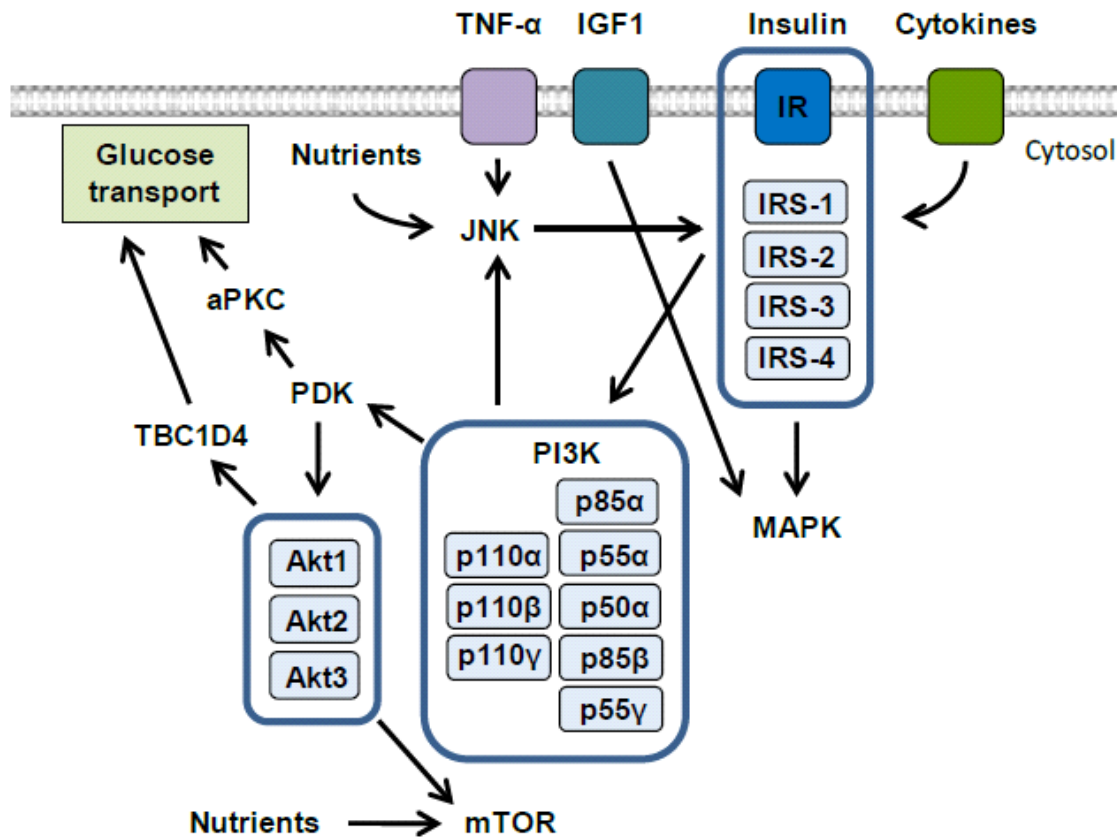 TNF-α
IGF1
Insulin
Cytokines
IR
Cytosol
Glucose
transport
Nutrients
JNK
IRS-1
IRS-2
IRS-3
IRS-4
aPKC
PDK
TBC1D4
PI3K
p85α
p110α
p55α
p110β
p50α
p110γ
p85β
p55γ
MAPK
Akt1
Akt2
Akt3
Nutrients
mTOR